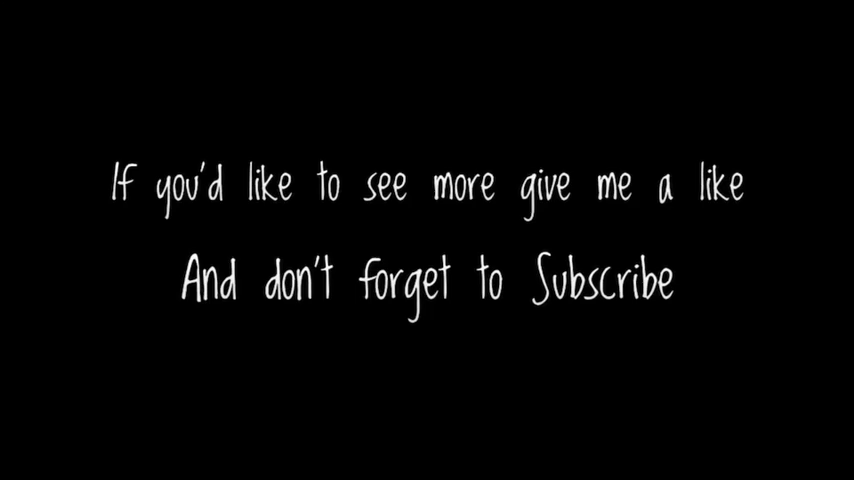 If you'd like to see more give me a like
And don't forget to Subscribe